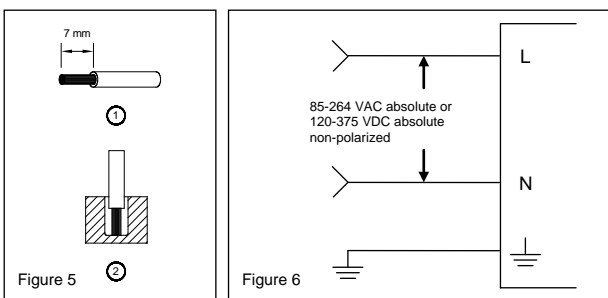 7 mm
1
2
Figure 5
L
85-264 VAC absolute or
120-375 VDC absolute
non-polarized
N
Figure 6